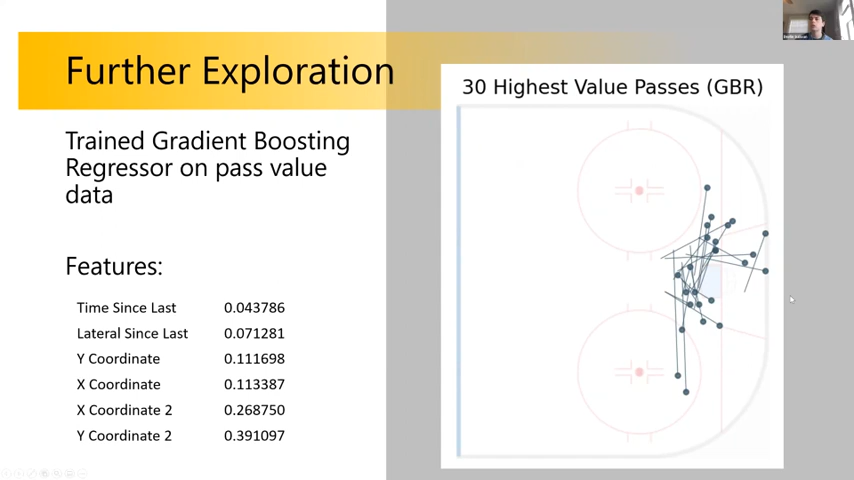 Further Exploration
Trained Gradient Boosting
Regressor on pass value
data
Features:
Time Since Last 0.043786
Lateral Since Last 0.071281
Y Coordinate 0.111698
X Coordinate 0.113387
X Coordinate 2 0.268750
Y Coordinate 2 0.391097
30 Highest Value Passes (GBR)